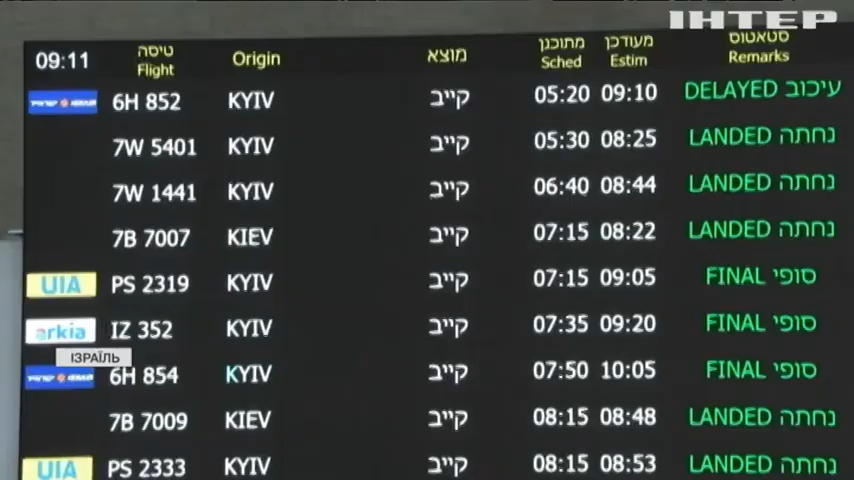 ІНТЕР
09:11 טיסה מוצא מתוכנן מעודכן סטאטוס
Flight Origin Sched Estim Remarks
6H 852 KYIV קייב 05:20 09:10 DELAYED עיכוב
7W 5401 KYIV קייב 05:30 08:25 LANDED נחתה
7W 1441 KYIV קייב 06:40 08:44 LANDED נחתה
7B 7007 KIEV קייב 07:15 08:22 LANDED נחתה
UIA PS 2319 KYIV קייב 07:15 09:05 FINAL סופי
arkia IZ 352 KYIV קייב 07:35 09:20 FINAL סופי
ІЗРАЇЛЬ
6H 854 KYIV קייב 07:50 10:05 FINAL סופי
7B 7009 KIEV קייב 08:15 08:48 LANDED נחתה
UIA PS 2333 KYIV קייב 08:15 08:53 LANDED נחתה